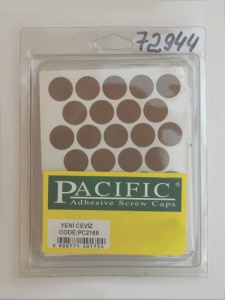 72944
PACIFIC
Adhesive Screw Caps
YENİ CEVİZ
CODE:PC2169